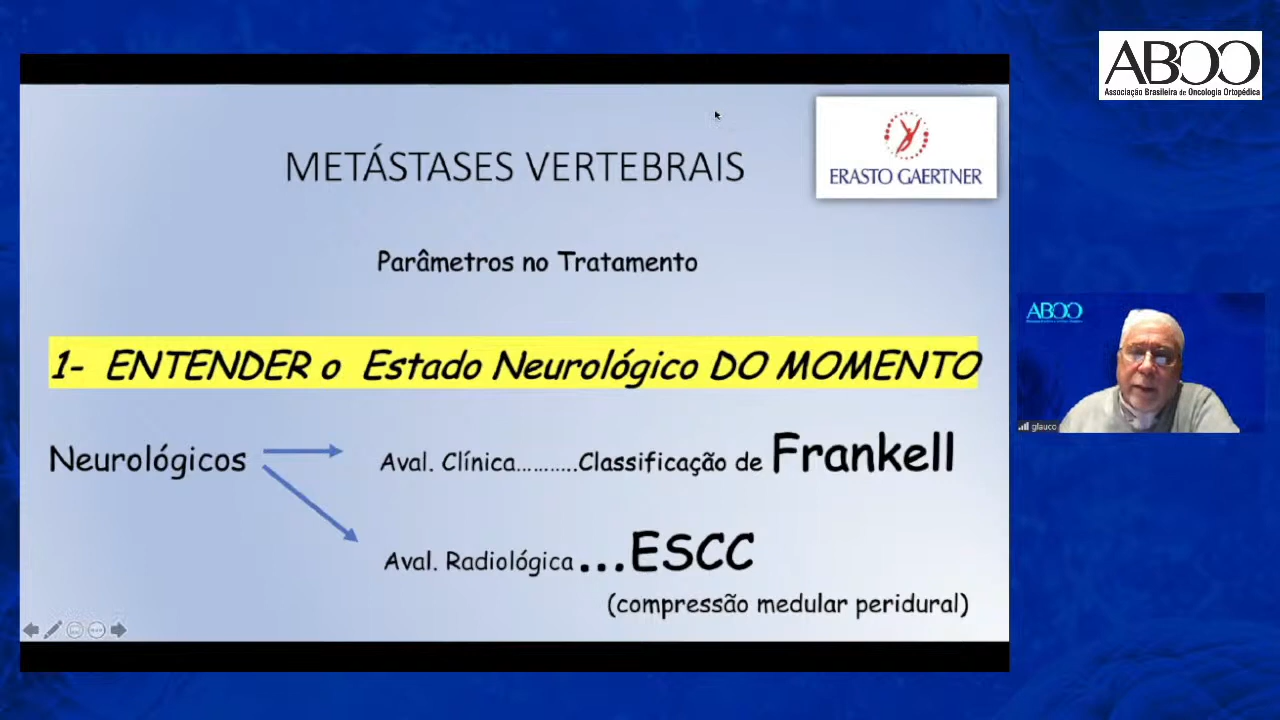 ABOO
Associação Brasileira de Oncologia Ortopédica
METÁSTASES VERTEBRAIS
ERASTO GAERTNER
Parâmetros no Tratamento
1- ENTENDER o Estado Neurológico DO MOMENTO
Neurológicos
Aval. Clínica...........Classificação de Frankell
Aval. Radiológica ...ESCC
(compressão medular peridural)
ABOO
glauco